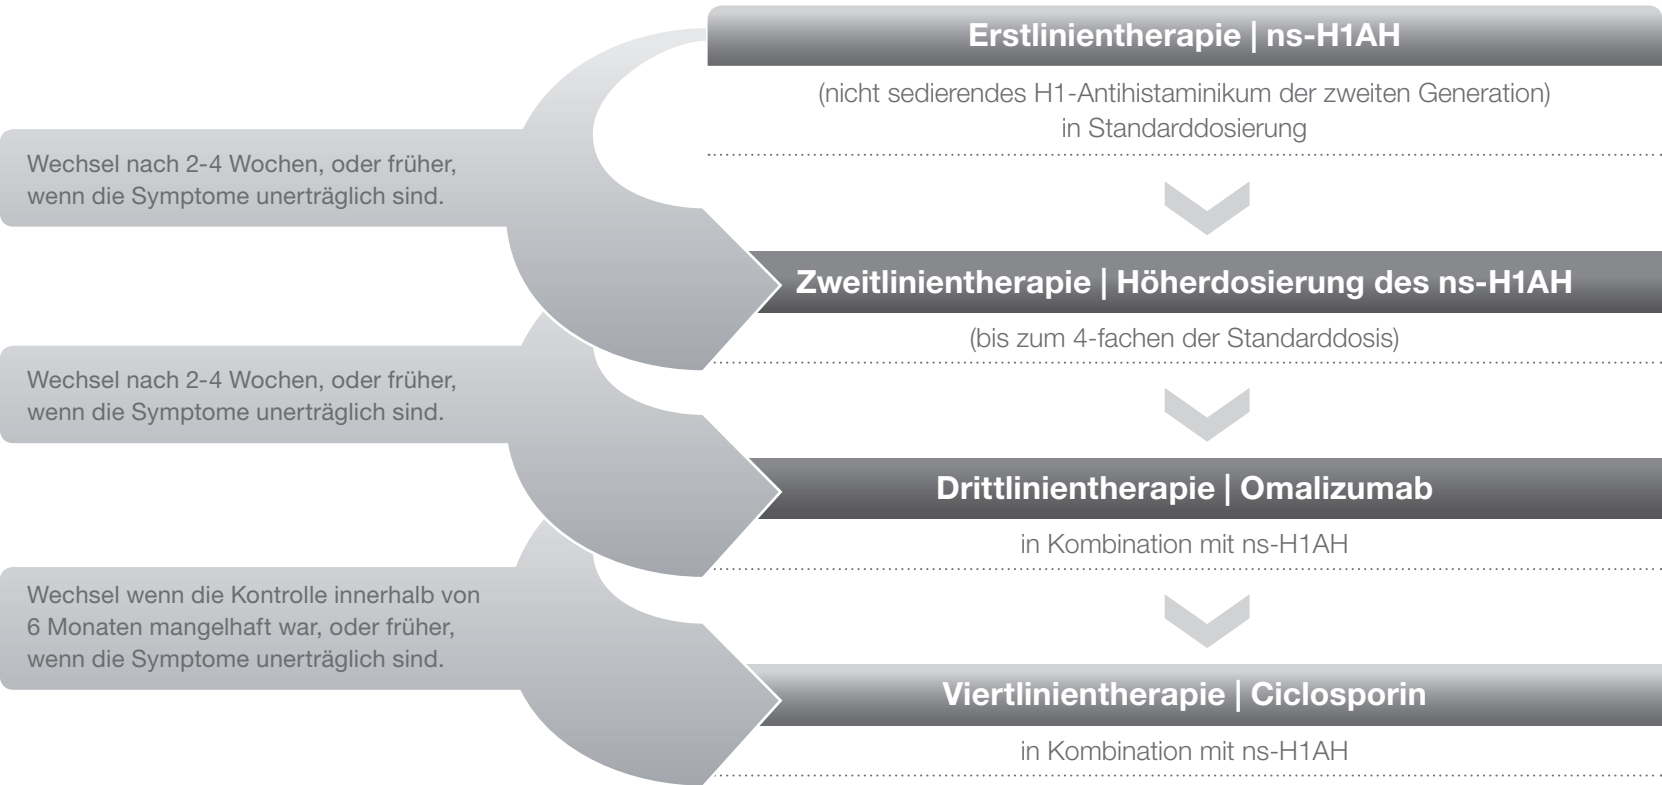 Erstlinientherapie | ns-H1AH
(nicht sedierendes H1-Antihistaminikum der zweiten Generation)
in Standarddosierung
Wechsel nach 2-4 Wochen, oder früher,
wenn die Symptome unerträglich sind.
Zweitlinientherapie | Höherdosierung des ns-H1AH
(bis zum 4-fachen der Standarddosis)
Wechsel nach 2-4 Wochen, oder früher,
wenn die Symptome unerträglich sind.
Drittlinientherapie | Omalizumab
in Kombination mit ns-H1AH
Wechsel wenn die Kontrolle innerhalb von
6 Monaten mangelhaft war, oder früher,
wenn die Symptome unerträglich sind.
Viertlinientherapie | Ciclosporin
in Kombination mit ns-H1AH